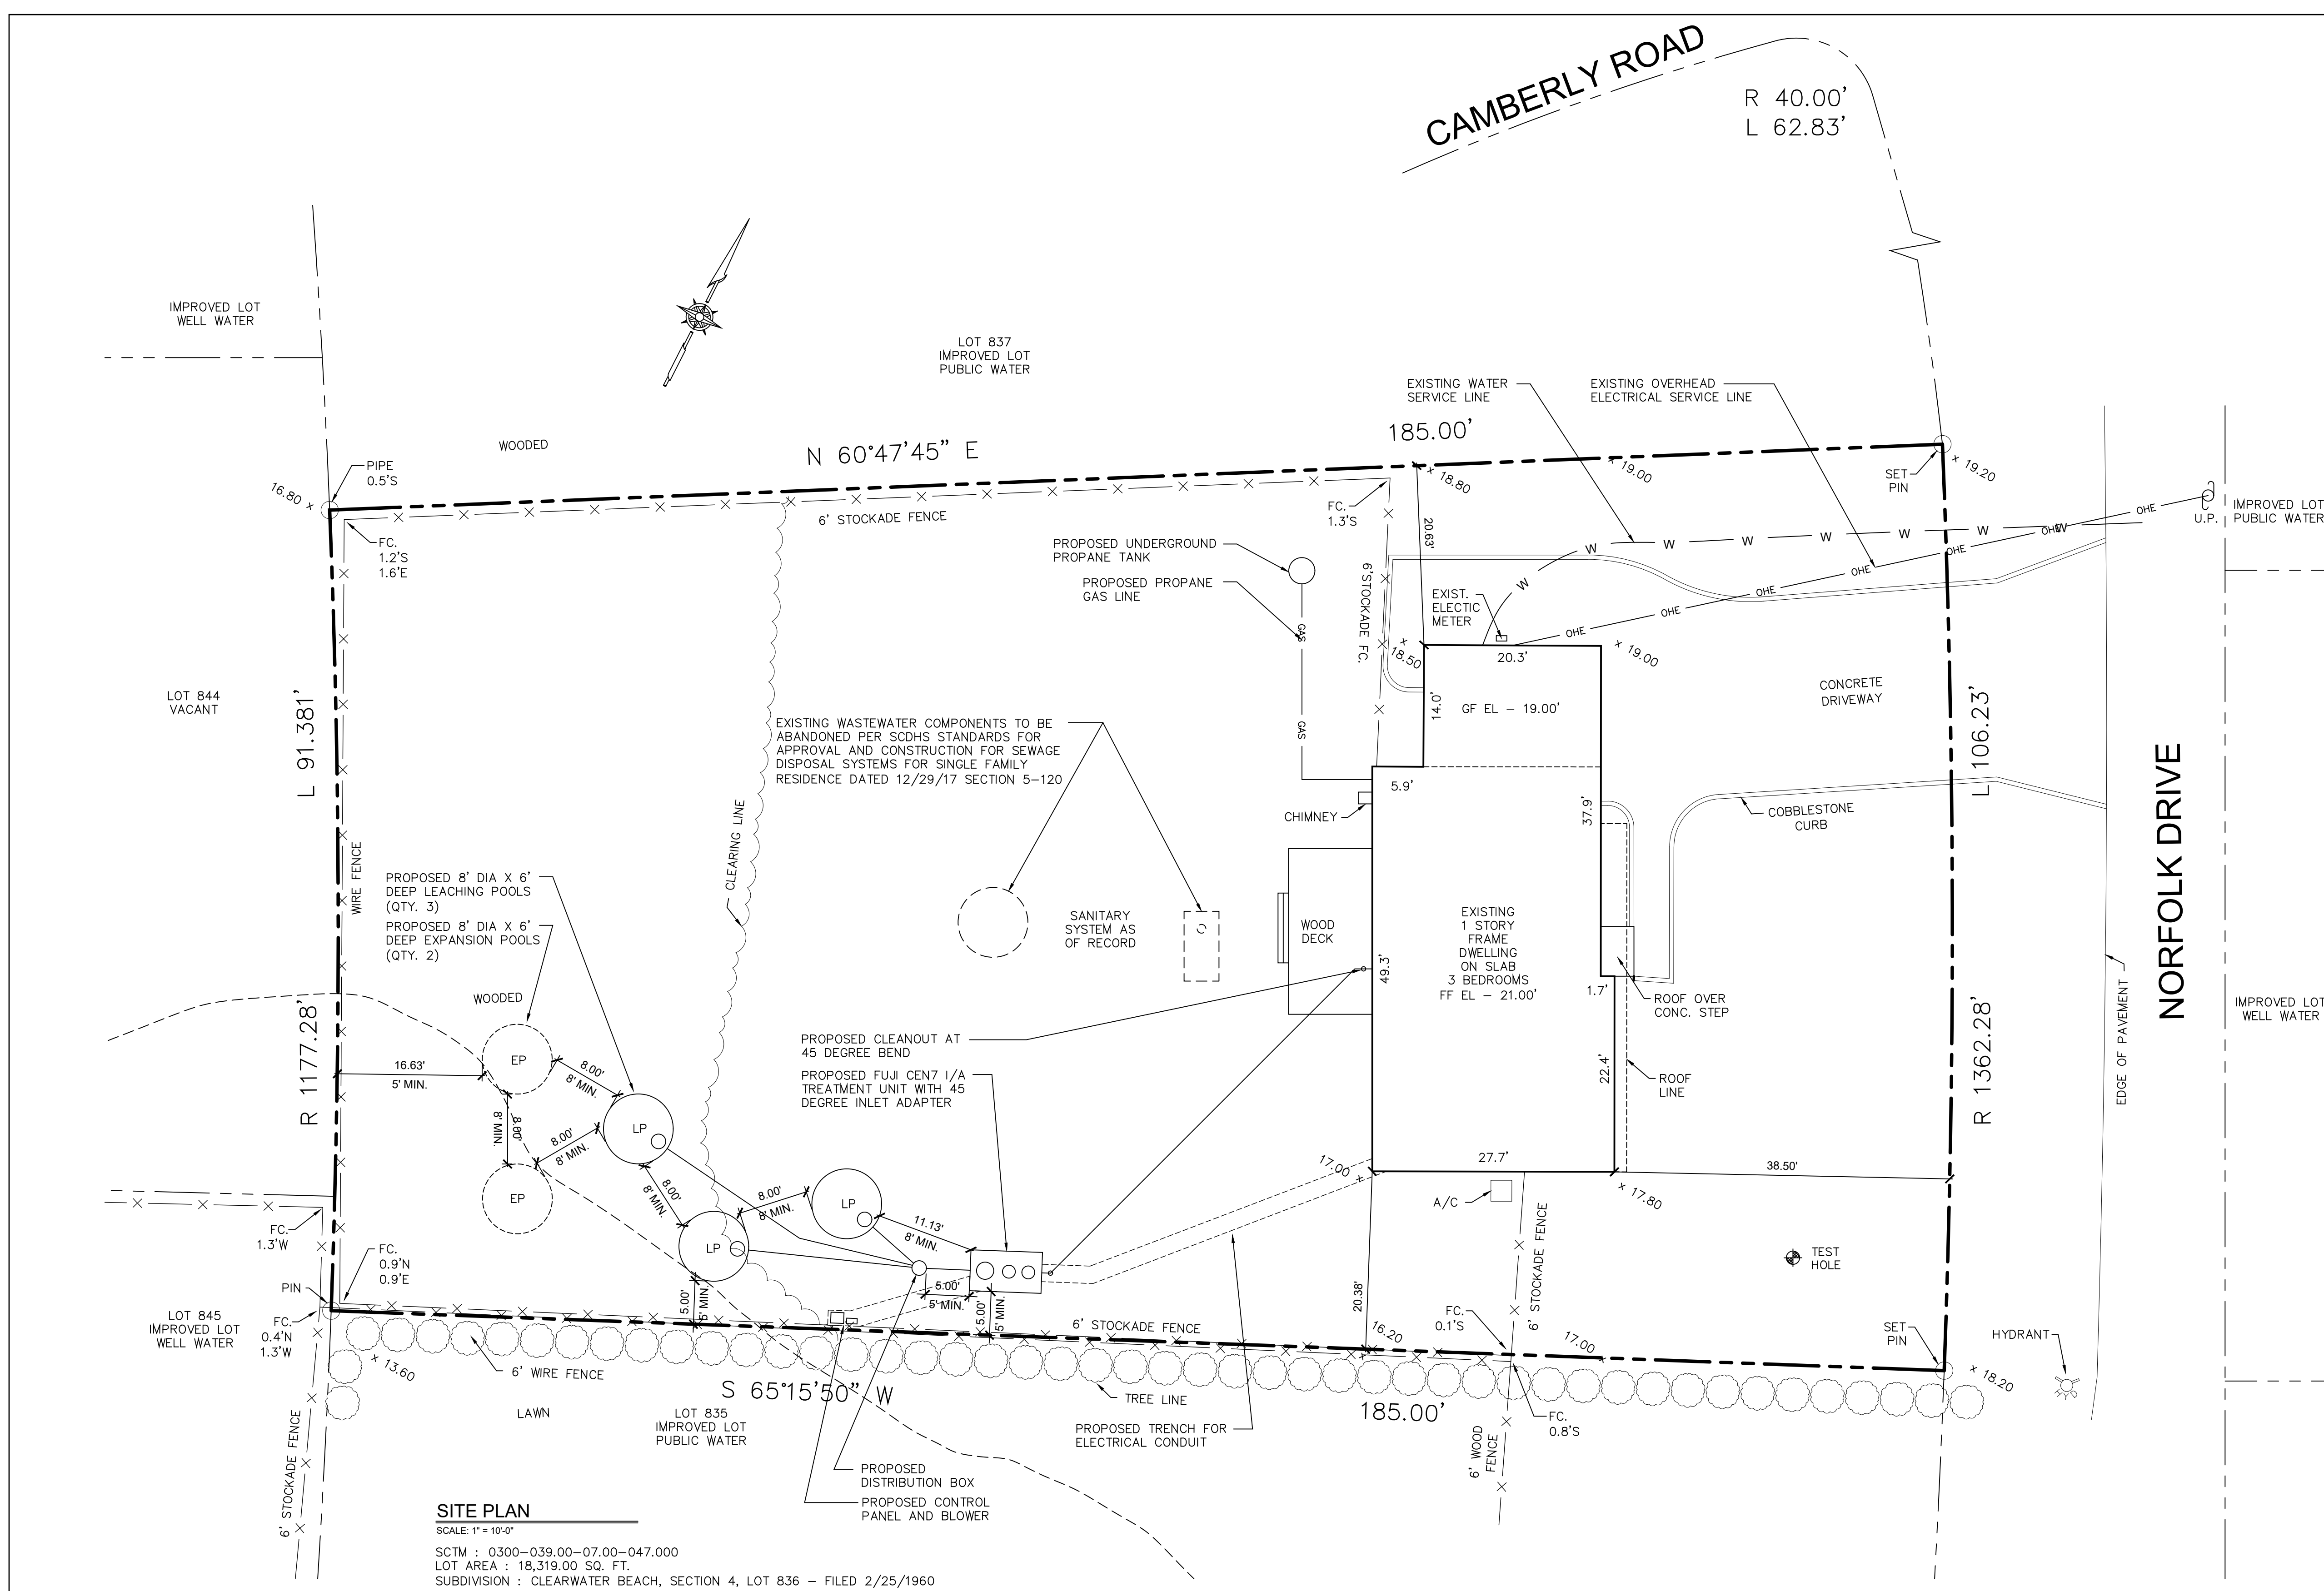 CAMBERLY ROAD
R 40.00'
L 62.83'
IMPROVED LOT
WELL WATER
LOT 837
IMPROVED LOT
PUBLIC WATER
EXISTING WATER
SERVICE LINE
EXISTING OVERHEAD
ELECTRICAL SERVICE LINE
WOODED
N 60°47'45" E
185.00'
PIPE
0.5'S
16.80 x
x 18.80
x 19.00
SET
PIN
x 19.20
FC.
1.3'S
6' STOCKADE FENCE
20.63'
U.P.
IMPROVED LOT
PUBLIC WATER
W
W
W
W
W
W
W
W
OHE
OHE
OHE
OHE
OHE
OHE
OHE
OHE
FC.
1.2'S
1.6'E
PROPOSED UNDERGROUND
PROPANE TANK
PROPOSED PROPANE
GAS LINE
6'STOCKADE FC.
EXIST.
ELECTIC
METER
GAS
GAS
x 18.50
20.3'
x 19.00
LOT 844
VACANT
L 91.381'
14.0'
GF EL - 19.00'
CONCRETE
DRIVEWAY
L 106.23'
EXISTING WASTEWATER COMPONENTS TO BE
ABANDONED PER SCDHS STANDARDS FOR
APPROVAL AND CONSTRUCTION FOR SEWAGE
DISPOSAL SYSTEMS FOR SINGLE FAMILY
RESIDENCE DATED 12/29/17 SECTION 5-120
5.9'
CHIMNEY
37.9'
COBBLESTONE
CURB
NORFOLK DRIVE
CLEARING LINE
WIRE FENCE
PROPOSED 8' DIA X 6'
DEEP LEACHING POOLS
(QTY. 3)
PROPOSED 8' DIA X 6'
DEEP EXPANSION POOLS
(QTY. 2)
SANITARY
SYSTEM AS
OF RECORD
WOOD
DECK
49.3'
EXISTING
1 STORY
FRAME
DWELLING
ON SLAB
3 BEDROOMS
FF EL - 21.00'
1.7'
ROOF OVER
CONC. STEP
EDGE OF PAVEMENT
IMPROVED LOT
WELL WATER
WOODED
R 1177.28'
R 1362.28'
PROPOSED CLEANOUT AT
45 DEGREE BEND
PROPOSED FUJI CEN7 I/A
TREATMENT UNIT WITH 45
DEGREE INLET ADAPTER
22.4'
ROOF
LINE
EP
16.63'
5' MIN.
8.00'
8' MIN.
8.00'
8' MIN.
LP
8.00'
8' MIN.
EP
8.00'
8' MIN.
8.00'
8' MIN.
LP
LP
11.13'
8' MIN.
17.00 x
27.7'
38.50'
x 17.80
A/C
6' STOCKADE FENCE
TEST
HOLE
FC.
1.3'W
FC.
0.9'N
0.9'E
PIN
5.00'
5' MIN.
5.00'
5' MIN.
5.00'
5' MIN.
20.38'
LOT 845
IMPROVED LOT
WELL WATER
FC.
0.4'N
1.3'W
6' STOCKADE FENCE
16.20
x
FC.
0.1'S
17.00 x
SET
PIN
HYDRANT
x 13.60
6' WIRE FENCE
x 18.20
S 65°15'50" W
TREE LINE
185.00'
LAWN
LOT 835
IMPROVED LOT
PUBLIC WATER
PROPOSED TRENCH FOR
ELECTRICAL CONDUIT
FC.
0.8'S
6' WOOD
FENCE
6' STOCKADE FENCE
PROPOSED
DISTRIBUTION BOX
PROPOSED CONTROL
PANEL AND BLOWER
SITE PLAN
SCALE: 1" = 10'-0"
SCTM : 0300-039.00-07.00-047.000
LOT AREA : 18,319.00 SQ. FT.
SUBDIVISION : CLEARWATER BEACH, SECTION 4, LOT 836 - FILED 2/25/1960